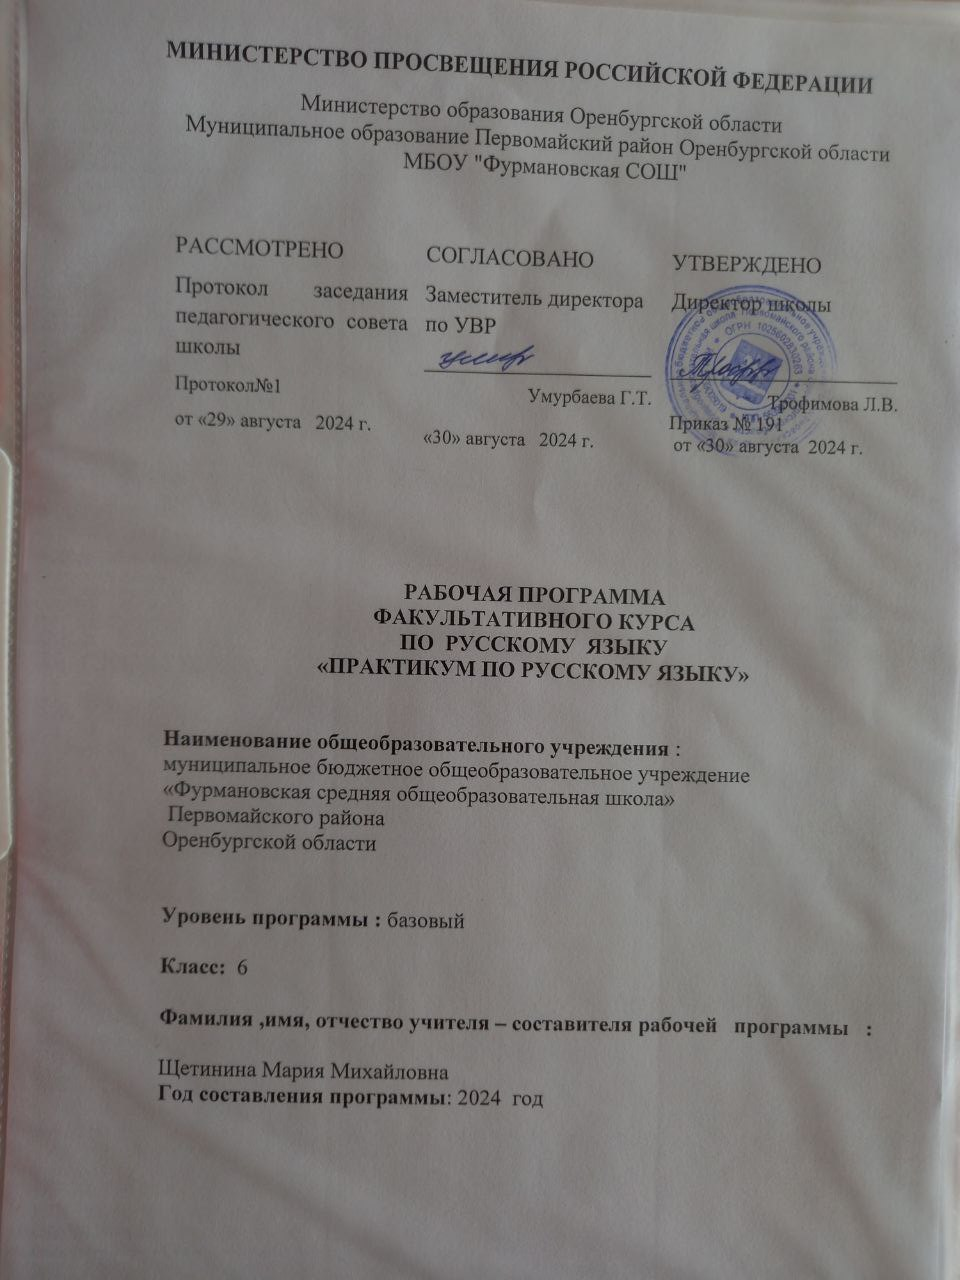 МИНИСТЕРСТВО ПРОСВЕЩЕНИЯ РОССИЙСКОЙ ФЕДЕРАЦИИ
Министерство образования Оренбургской области
Муниципальное образование Первомайский район Оренбургской области
МБОУ "Фурмановская СОШ"
РАССМОТРЕНО
Протокол заседания
педагогического совета
школы
Протокол№1
от «29» августа 2024 г.
СОГЛАСОВАНО
Заместитель директора
по УВР
Умурбаева Г.Т.
«30» августа 2024 г.
УТВЕРЖДЕНО
Директор школы
ОГРН 1025602830263
Трофимова Л.В.
Приказ № 191
от «30» августа 2024 г.
РАБОЧАЯ ПРОГРАММА
ФАКУЛЬТАТИВНОГО КУРСА
ПО РУССКОМУ ЯЗЫКУ
«ПРАКТИКУМ ПО РУССКОМУ ЯЗЫКУ»
Наименование общеобразовательного учреждения :
муниципальное бюджетное общеобразовательное учреждение
«Фурмановская средняя общеобразовательная школа»
Первомайского района
Оренбургской области
Уровень программы : базовый
Класс: 6
Фамилия ,имя, отчество учителя – составителя рабочей программы :
Щетинина Мария Михайловна
Год составления программы: 2024 год